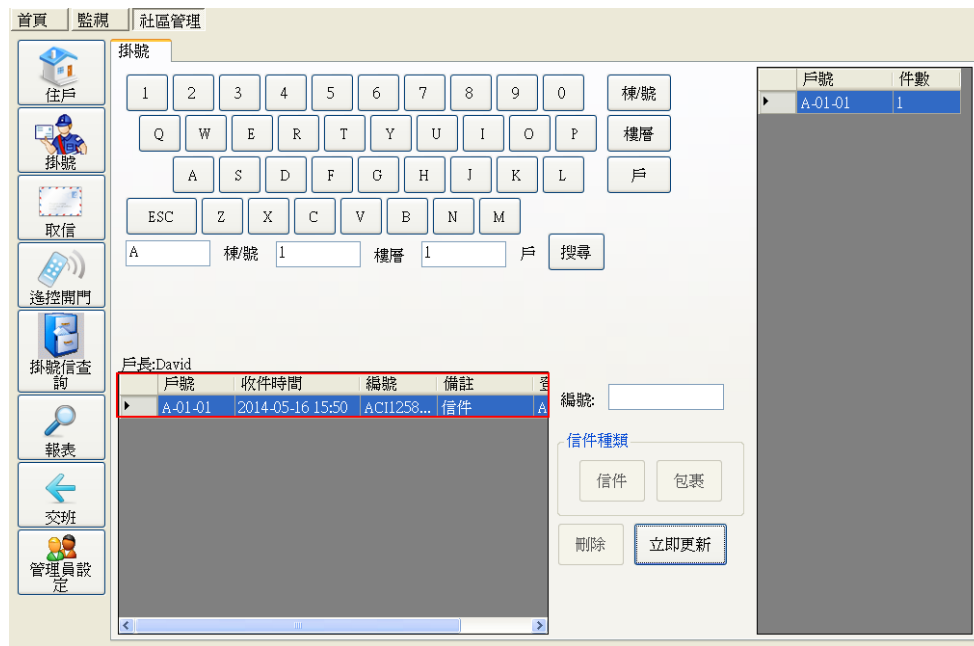 首頁 監視 社區管理
住戶
掛號
取信
遙控開門
掛號信查
詢
報表
交班
管理員設
定
掛號
1 2 3 4 5 6 7 8 9 0 棟/號
Q W E R T Y U I O P 樓層
A S D F G H J K L 戶
ESC Z X C V B N M
A 棟/號 1 樓層 1 戶 搜尋
戶長:David
戶號 收件時間 編號 備註
A-01-01 2014-05-16 15:50 ACI1258... 信件 A
編號:
信件種類
信件 包裹
刪除 立即更新
戶號 件數
A-01-01 1